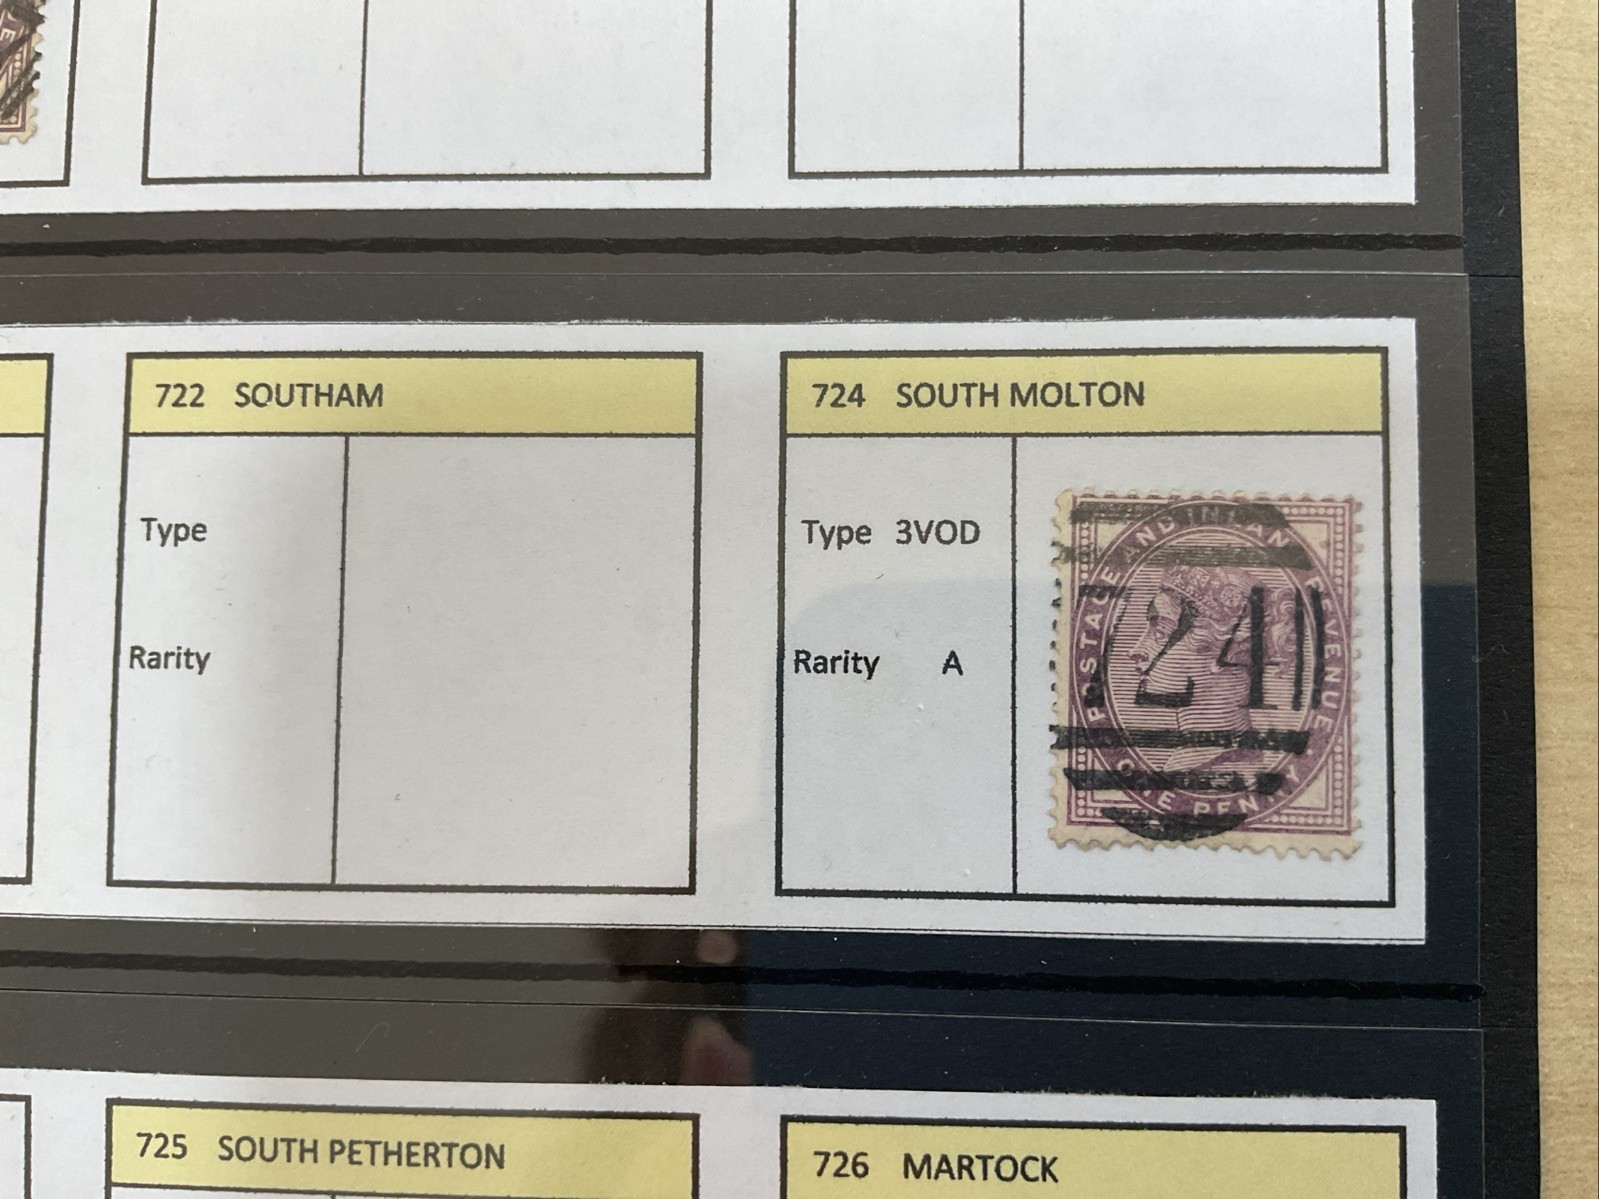 722 SOUTHAM
Type
Rarity
724 SOUTH MOLTON
Type 3VOD
Rarity A
POSTAGE AND INLAND REVENUE
724
ONE PENNY
725 SOUTH PETHERTON
726 MARTOCK